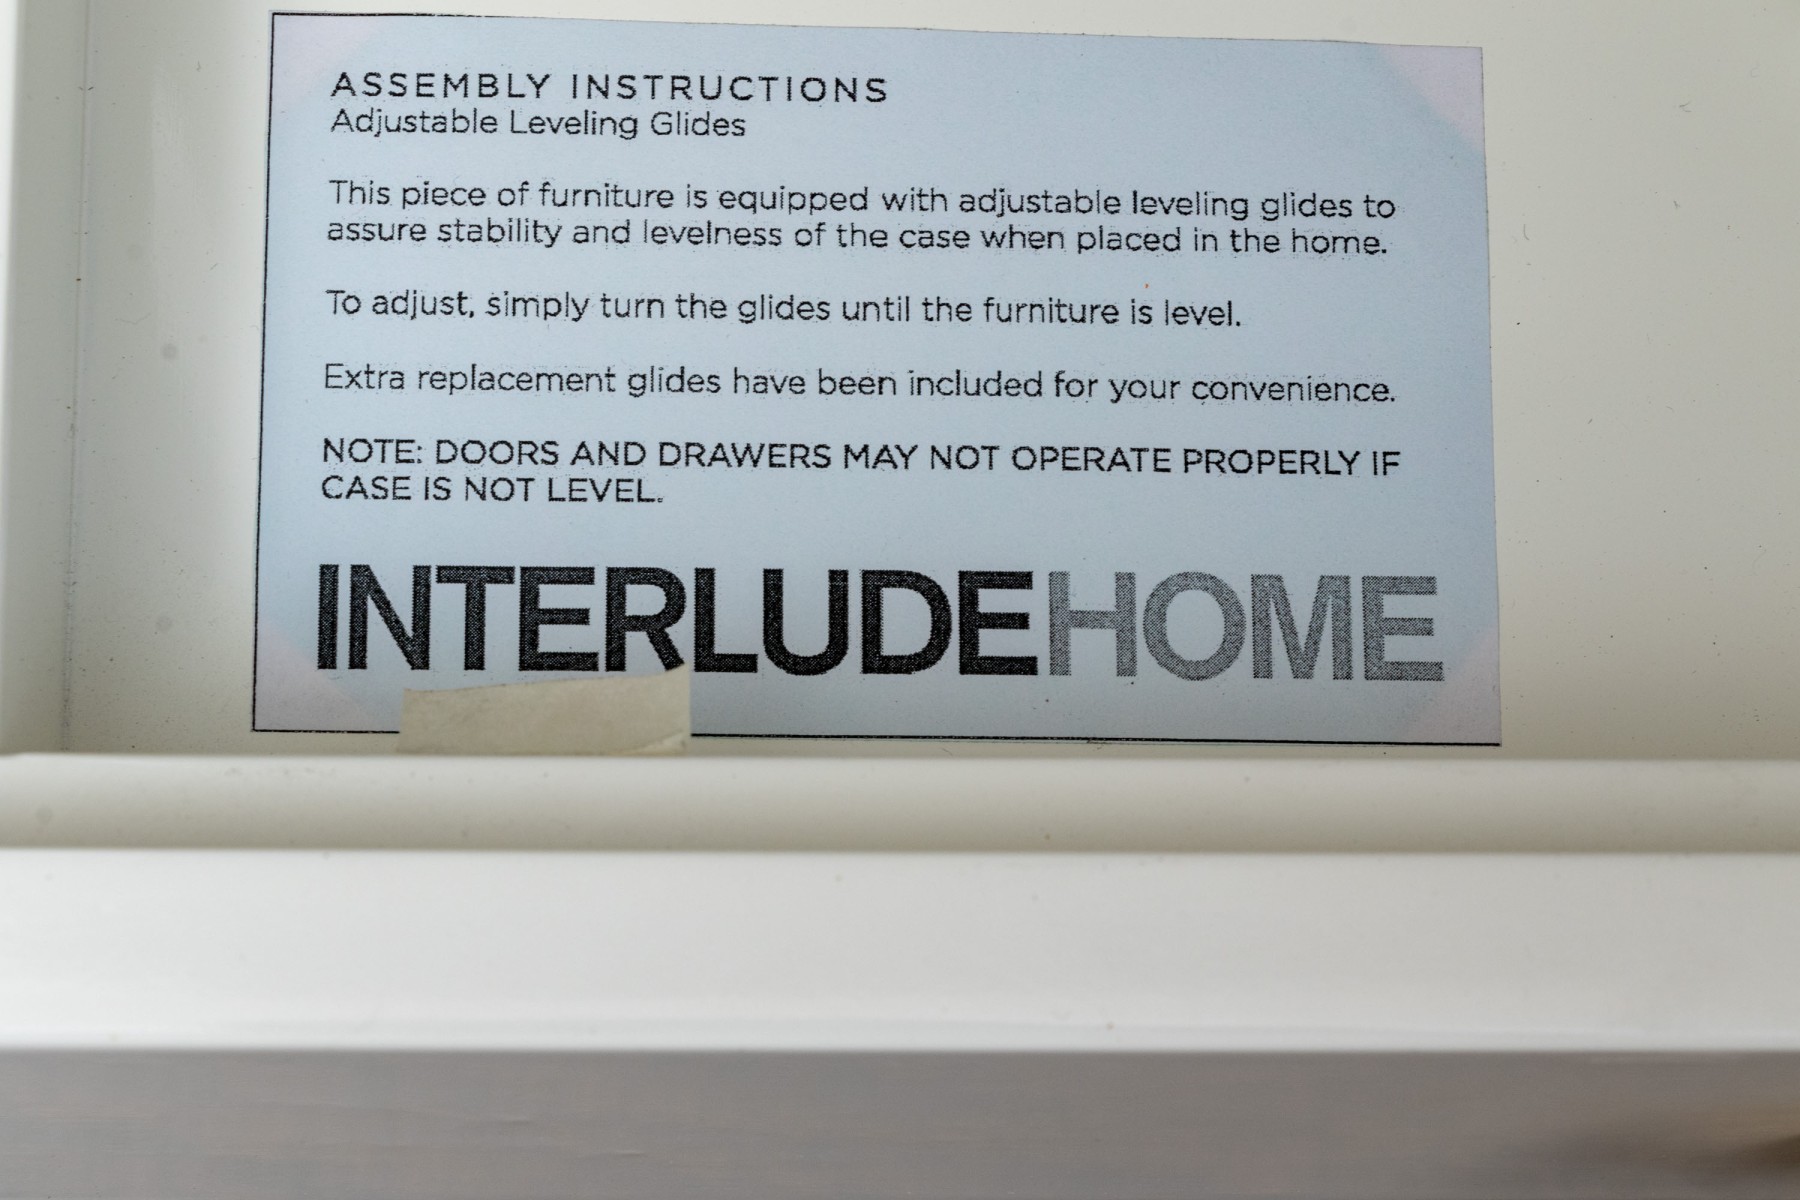 ASSEMBLY INSTRUCTIONS
Adjustable Leveling Glides
This piece of furniture is equipped with adjustable leveling glides to
assure stability and levelness of the case when placed in the home.
To adjust, simply turn the glides until the furniture is level.
Extra replacement glides have been included for your convenience.
NOTE: DOORS AND DRAWERS MAY NOT OPERATE PROPERLY IF
CASE IS NOT LEVEL.
INTERLUDEHOME